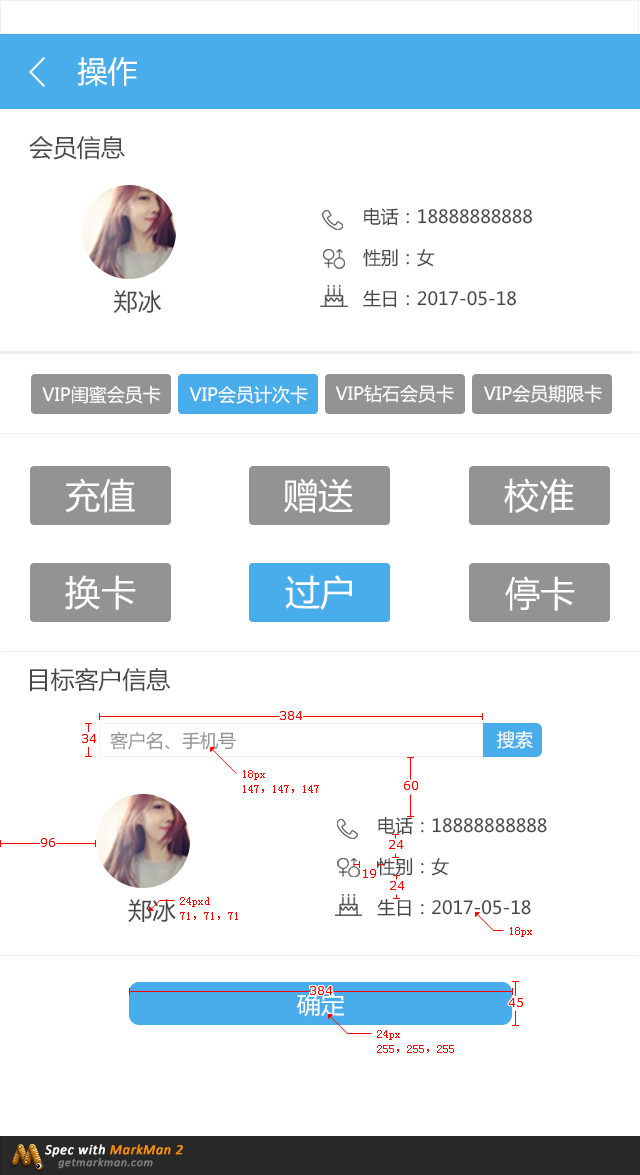 操作
会员信息
电话：18888888888
性别：女
郑冰
生日：2017-05-18
VIP闺蜜会员卡 VIP会员计次卡 VIP钻石会员卡 VIP会员期限卡
充值 赠送 校准
换卡 过户 停卡
目标客户信息
384
34 客户名、手机号 搜索
18px
147, 147, 147
60
电话：18888888888
24
96
19 性别：女
24
郑冰
24pxd
71, 71, 71
生日：2017-05-18
18px
384
确定
45
24px
255, 255, 255
Spec with MarkMan 2
getmarkman.com